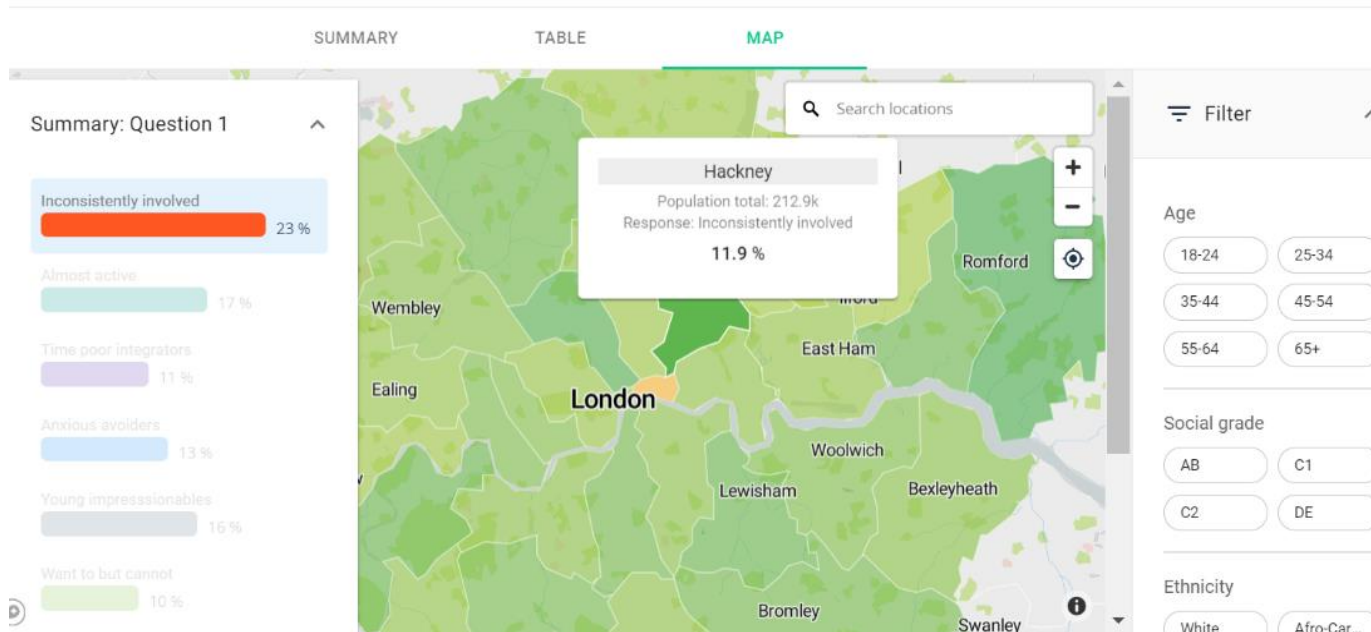 SUMMARY
TABLE
MAP
Summary: Question 1
Inconsistently involved
23 %
Almost active
17 %
Time poor integrators
11 %
Anxious avoiders
13 %
Young impresssionables
16 %
Want to but cannot
10 %
Search locations
Hackney
Population total: 212.9k
Response: Inconsistently involved
11.9 %
+
−
Romford
Ilford
Wembley
East Ham
Ealing
London
Woolwich
Lewisham
Bexleyheath
Bromley
Swanley
Filter
Age
18-24
25-34
35-44
45-54
55-64
65+
Social grade
AB
C1
C2
DE
Ethnicity
White
Afro-Car...